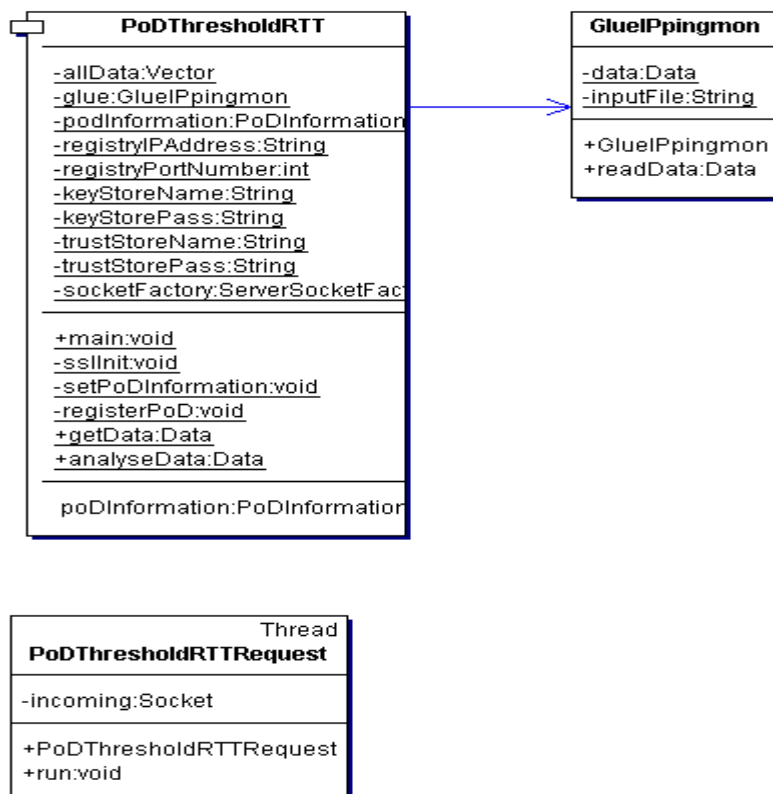 PoDThresholdRTT
-allData:Vector
-glue:GlueIPpingmon
-podInformation:PoDInformation
-registryIPAddress:String
-registryPortNumber:int
-keyStoreName:String
-keyStorePass:String
-trustStoreName:String
-trustStorePass:String
-socketFactory:ServerSocketFact
+main:void
-sslInit:void
-setPoDInformation:void
-registerPoD:void
+getData:Data
+analyseData:Data
poDInformation:PoDInformation
GlueIPpingmon
-data:Data
-inputFile:String
+GlueIPpingmon
+readData:Data
Thread
PoDThresholdRTTRequest
-incoming:Socket
+PoDThresholdRTTRequest
+run:void